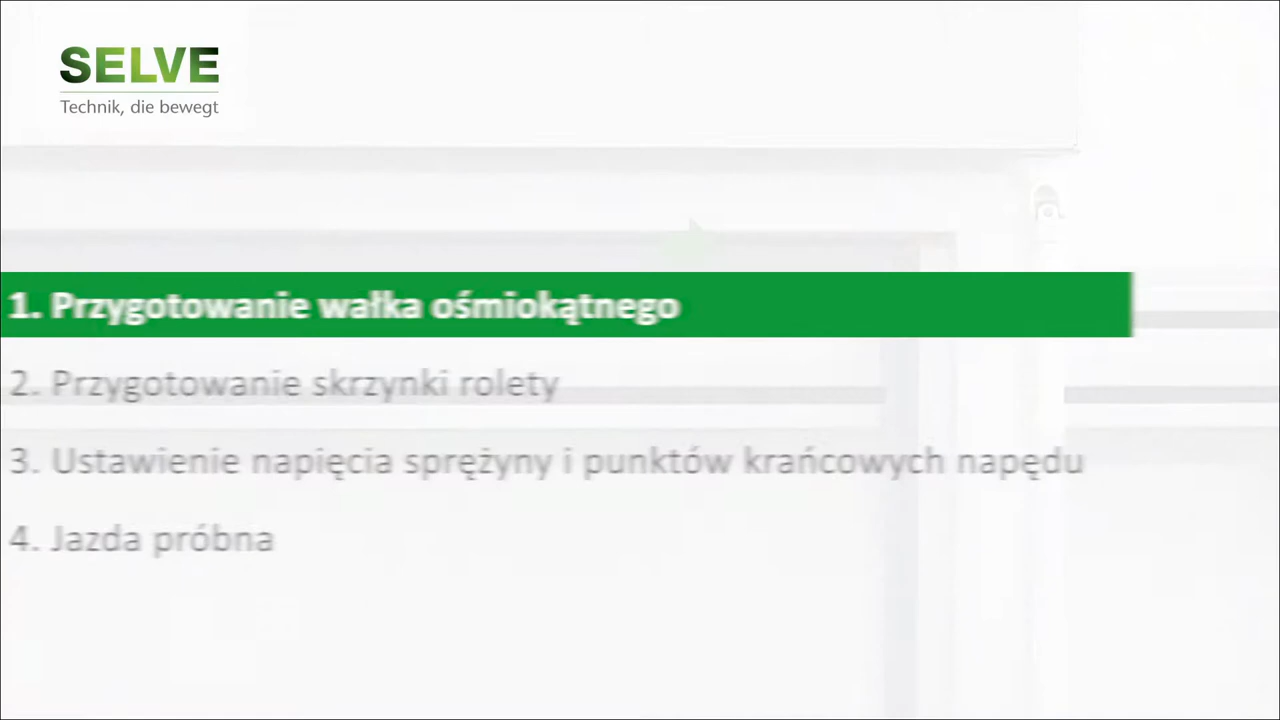 SELVE
Technik, die bewegt
1. Przygotowanie wałka ośmiokątnego
2. Przygotowanie skrzynki rolety
3. Ustawienie napięcia sprężyny i punktów krańcowych napędu
4. Jazda próbna